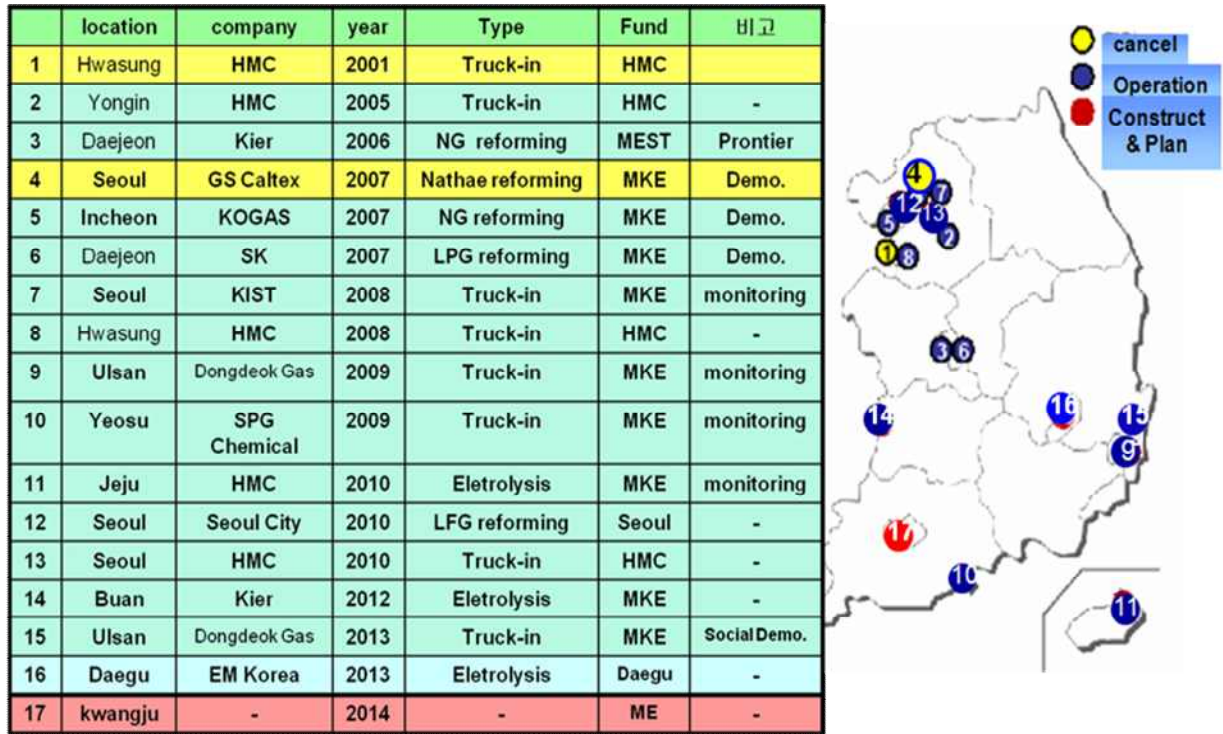 location company year Type Fund 비고
1 Hwasung HMC 2001 Truck-in HMC
2 Yongin HMC 2005 Truck-in HMC -
3 Daejeon Kier 2006 NG reforming MEST Prontier
4 Seoul GS Caltex 2007 Nathae reforming MKE Demo.
5 Incheon KOGAS 2007 NG reforming MKE Demo.
6 Daejeon SK 2007 LPG reforming MKE Demo.
7 Seoul KIST 2008 Truck-in MKE monitoring
8 Hwasung HMC 2008 Truck-in HMC -
9 Ulsan Dongdeok Gas 2009 Truck-in MKE monitoring
10 Yeosu SPG Chemical 2009 Truck-in MKE monitoring
11 Jeju HMC 2010 Eletrolysis MKE monitoring
12 Seoul Seoul City 2010 LFG reforming Seoul -
13 Seoul HMC 2010 Truck-in HMC -
14 Buan Kier 2012 Eletrolysis MKE -
15 Ulsan Dongdeok Gas 2013 Truck-in MKE Social Demo.
16 Daegu EM Korea 2013 Eletrolysis Daegu -
17 kwangju - 2014 - ME -
cancel
Operation
Construct
& Plan
4
7
12
13
5
2
1
8
3
6
14
16
15
9
17
10
11